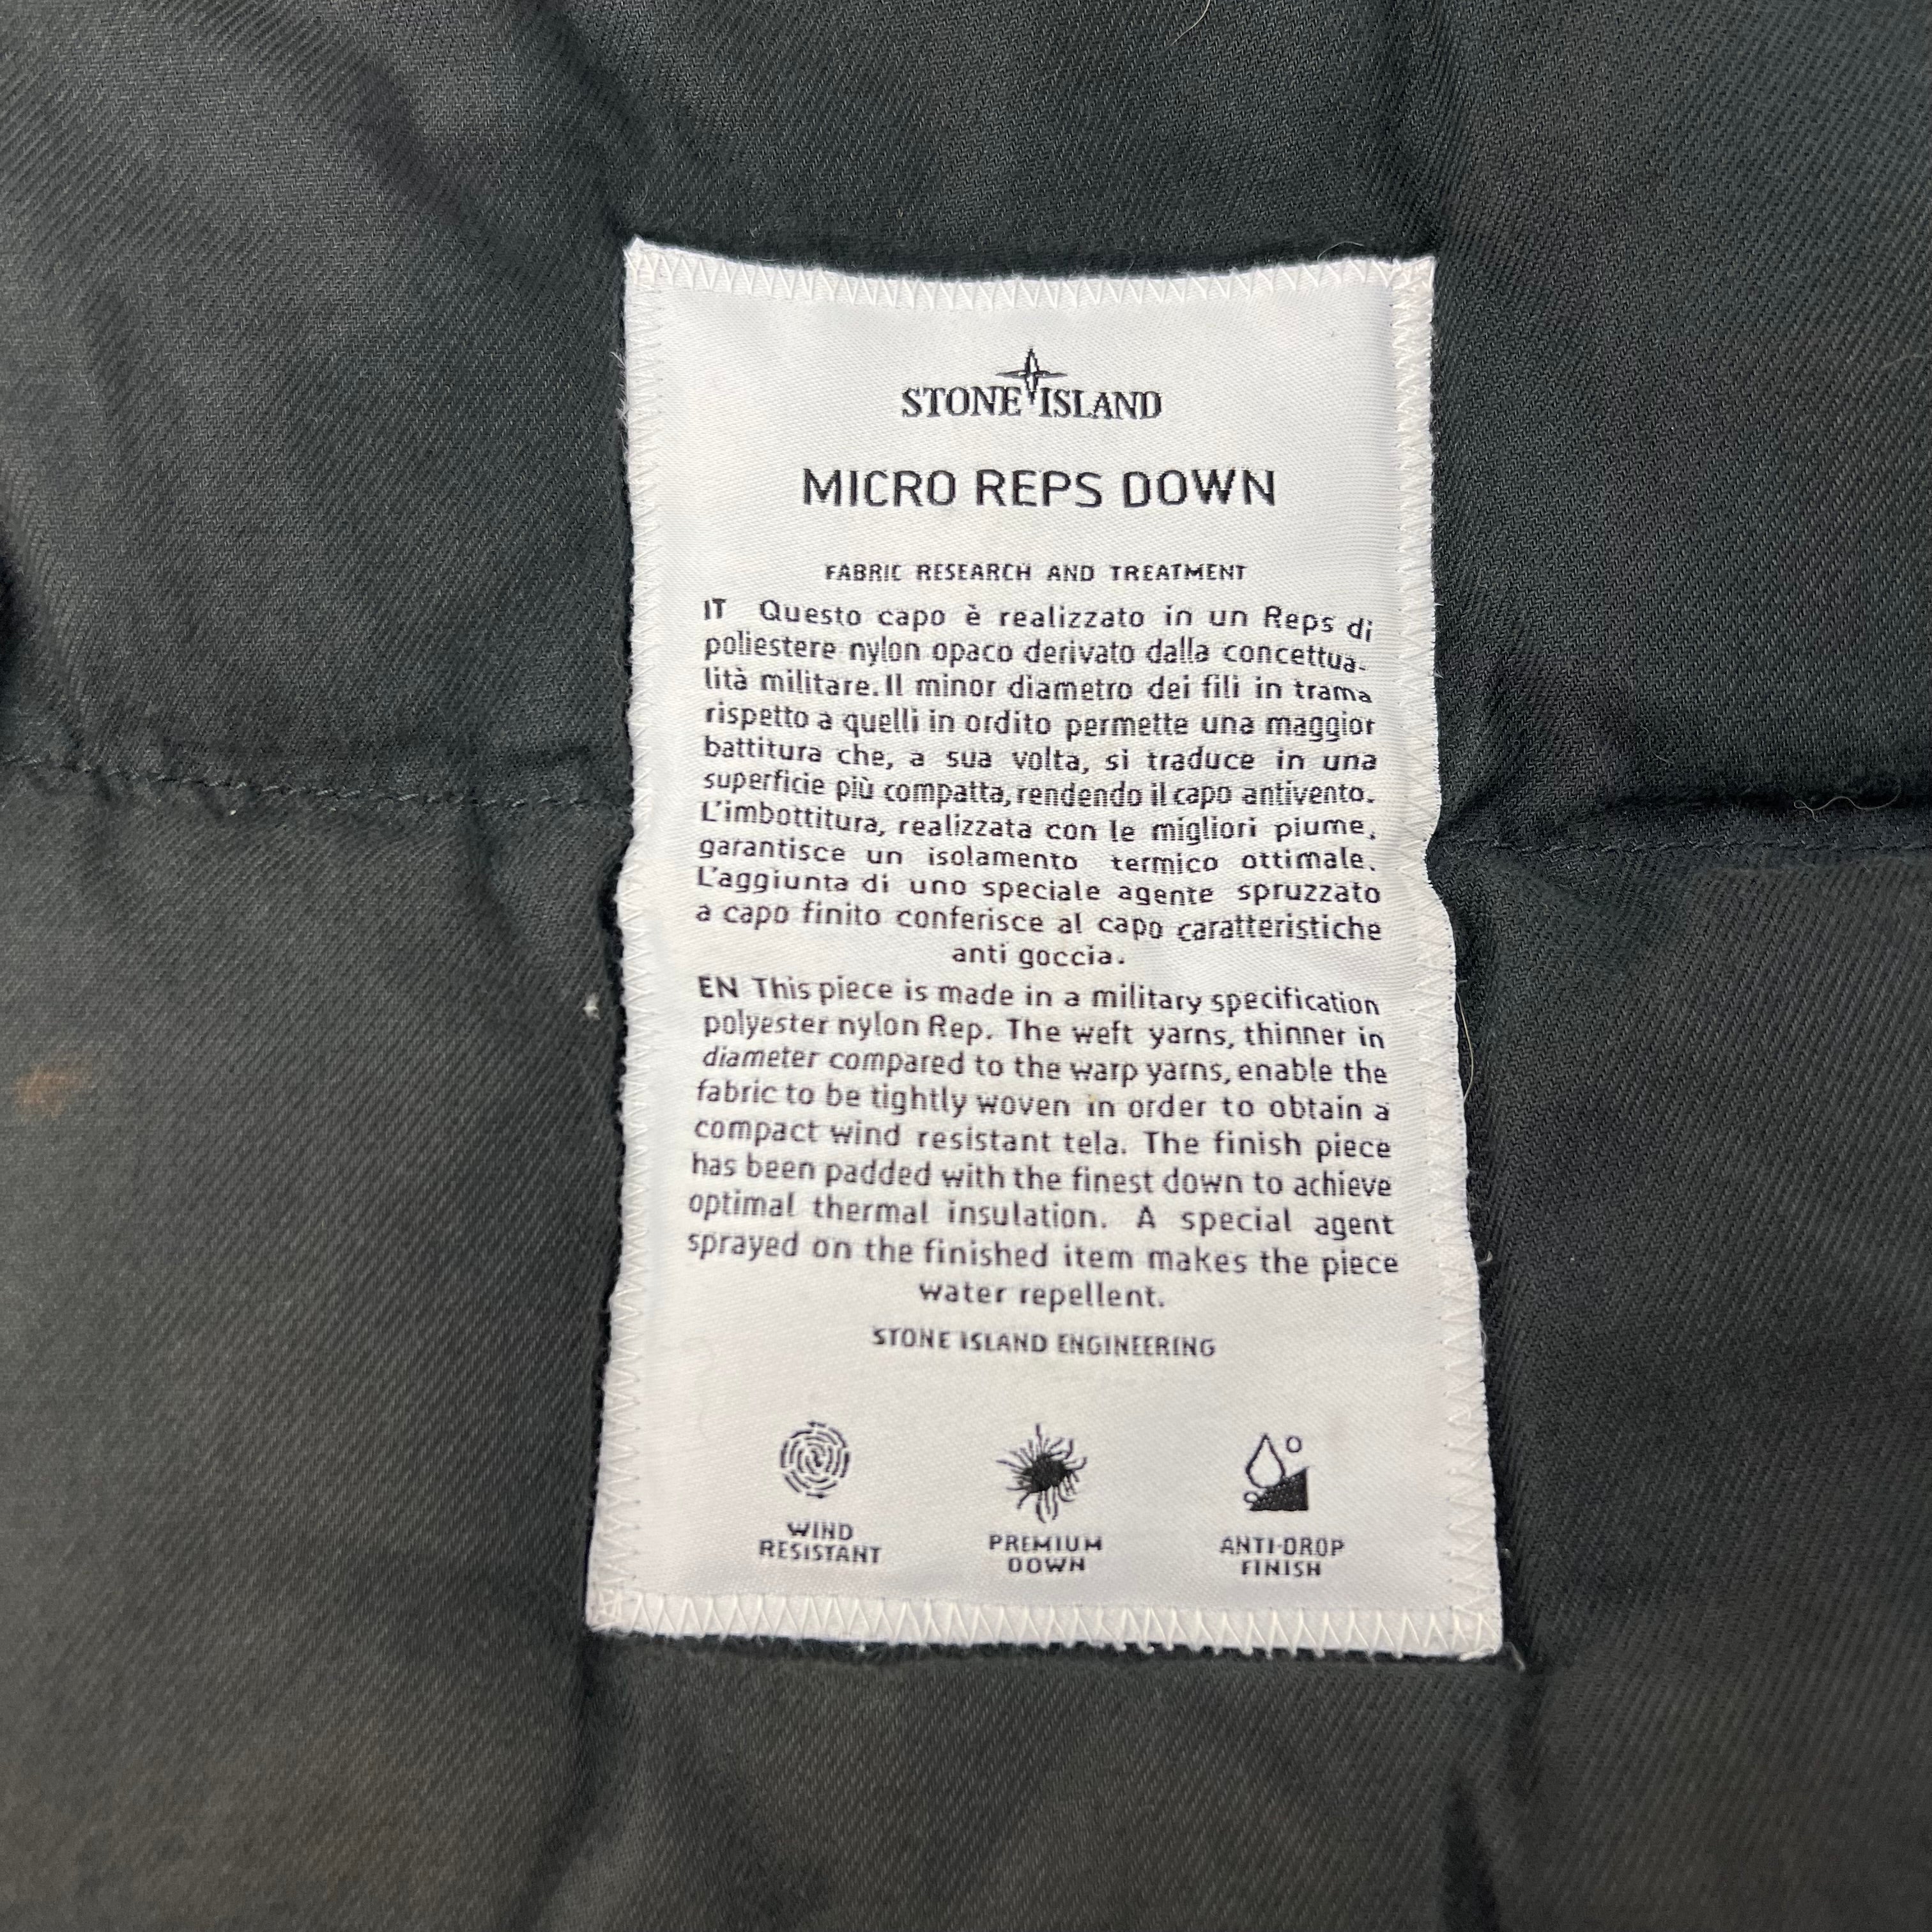 STONE ISLAND
MICRO REPS DOWN
FABRIC RESEARCH AND TREATMENT
IT Questo capo è realizzato in un Reps di
poliestere nylon opaco derivato dalla concettua-
lità militare. Il minor diametro dei fili in trama
rispetto a quelli in ordito permette una maggior
battitura che, a sua volta, si traduce in una
superficie più compatta, rendendo il capo antivento.
L'imbottitura, realizzata con le migliori piume,
garantisce un isolamento termico ottimale.
L'aggiunta di uno speciale agente spruzzato
a capo finito conferisce al capo caratteristiche
anti goccia.
EN This piece is made in a military specification
polyester nylon Rep. The weft yarns, thinner in
diameter compared to the warp yarns, enable the
fabric to be tightly woven in order to obtain a
compact wind resistant tela. The finish piece
has been padded with the finest down to achieve
optimal thermal insulation. A special agent
sprayed on the finished item makes the piece
water repellent.
STONE ISLAND ENGINEERING
WIND
RESISTANT
PREMIUM
DOWN
ANTI-DROP
FINISH